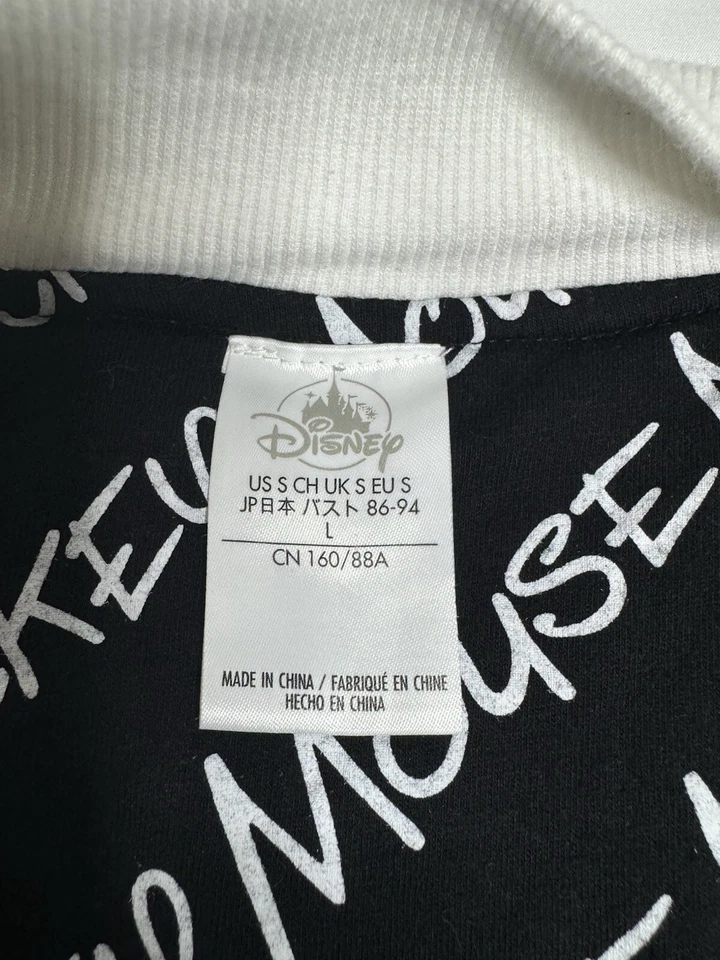 MOUSE
KEY
DISNEY
US S CH UK S EU S
JP日本 バスト 86-94
L
CN 160/88A
MADE IN CHINA / FABRIQUÉ EN CHINE
HECHO EN CHINA